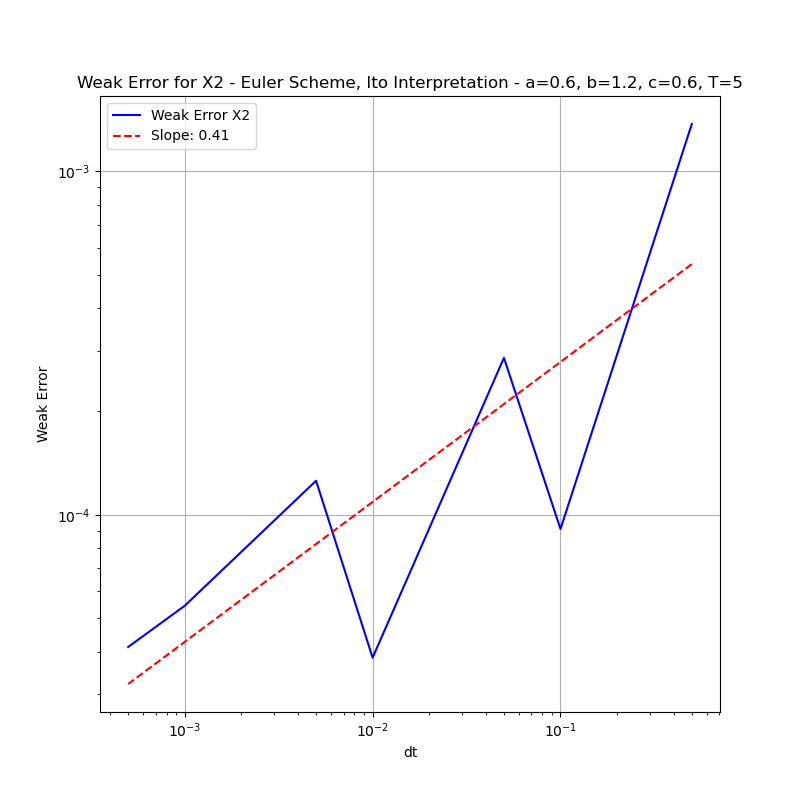 Weak Error for X2 - Euler Scheme, Ito Interpretation - a=0.6, b=1.2, c=0.6, T=5
Weak Error X2
Slope: 0.41
Weak Error
10⁻³
10⁻⁴
10⁻³ 10⁻² 10⁻¹
dt